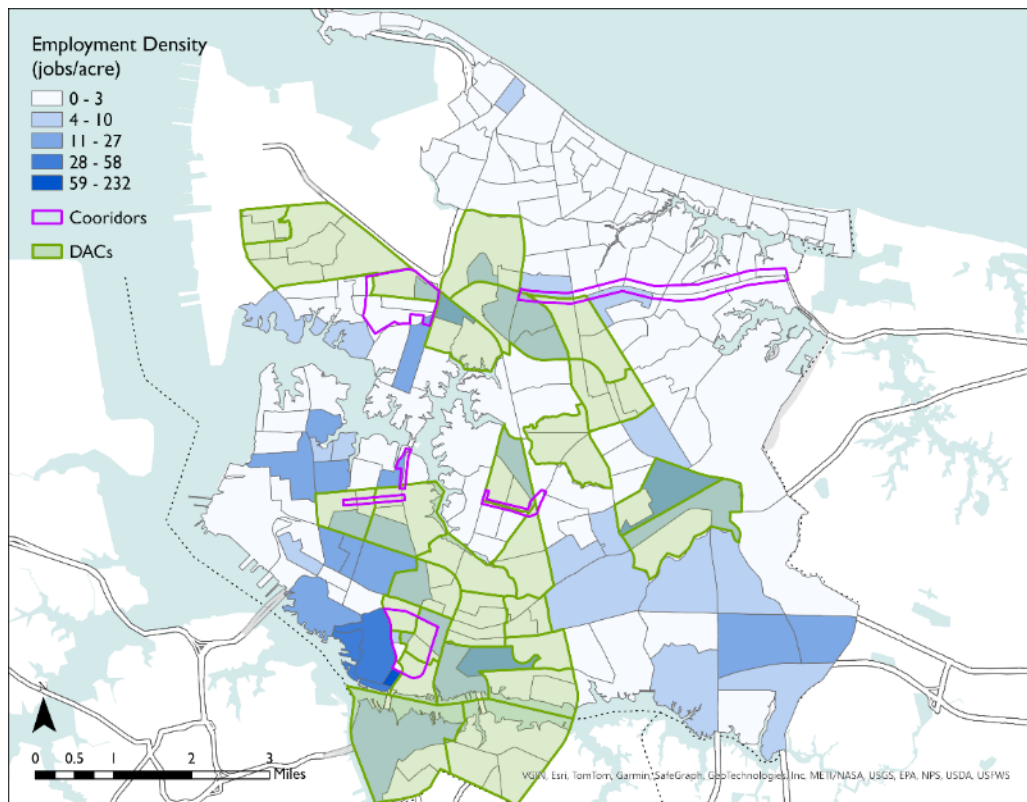 Employment Density
(jobs/acre)
0 - 3
4 - 10
11 - 27
28 - 58
59 - 232
Cooridors
DACs
N
0 0.5 1 2 3
Miles
VGIN, Esri, TomTom, Garmin, SafeGraph, GeoTechnologies, Inc, METI/NASA, USGS, EPA, NPS, USDA, USFWS